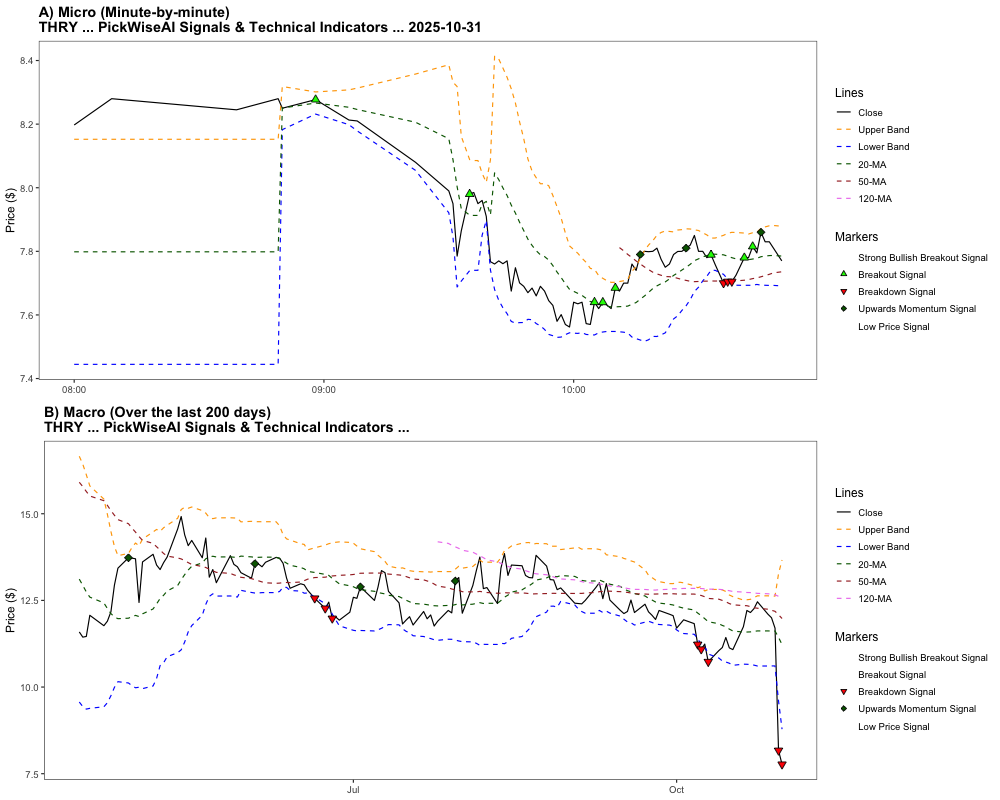 A) Micro (Minute-by-minute)
THRY ... PickWiseAI Signals & Technical Indicators ... 2025-10-31
Price ($)
8.4
8.2
8.0
7.8
7.6
7.4
08:00
09:00
10:00
Lines
Close
Upper Band
Lower Band
20-MA
50-MA
120-MA
Markers
Strong Bullish Breakout Signal
Breakout Signal
Breakdown Signal
Upwards Momentum Signal
Low Price Signal
B) Macro (Over the last 200 days)
THRY ... PickWiseAI Signals & Technical Indicators ...
Price ($)
15.0
12.5
10.0
7.5
Jul
Oct
Lines
Close
Upper Band
Lower Band
20-MA
50-MA
120-MA
Markers
Strong Bullish Breakout Signal
Breakout Signal
Breakdown Signal
Upwards Momentum Signal
Low Price Signal